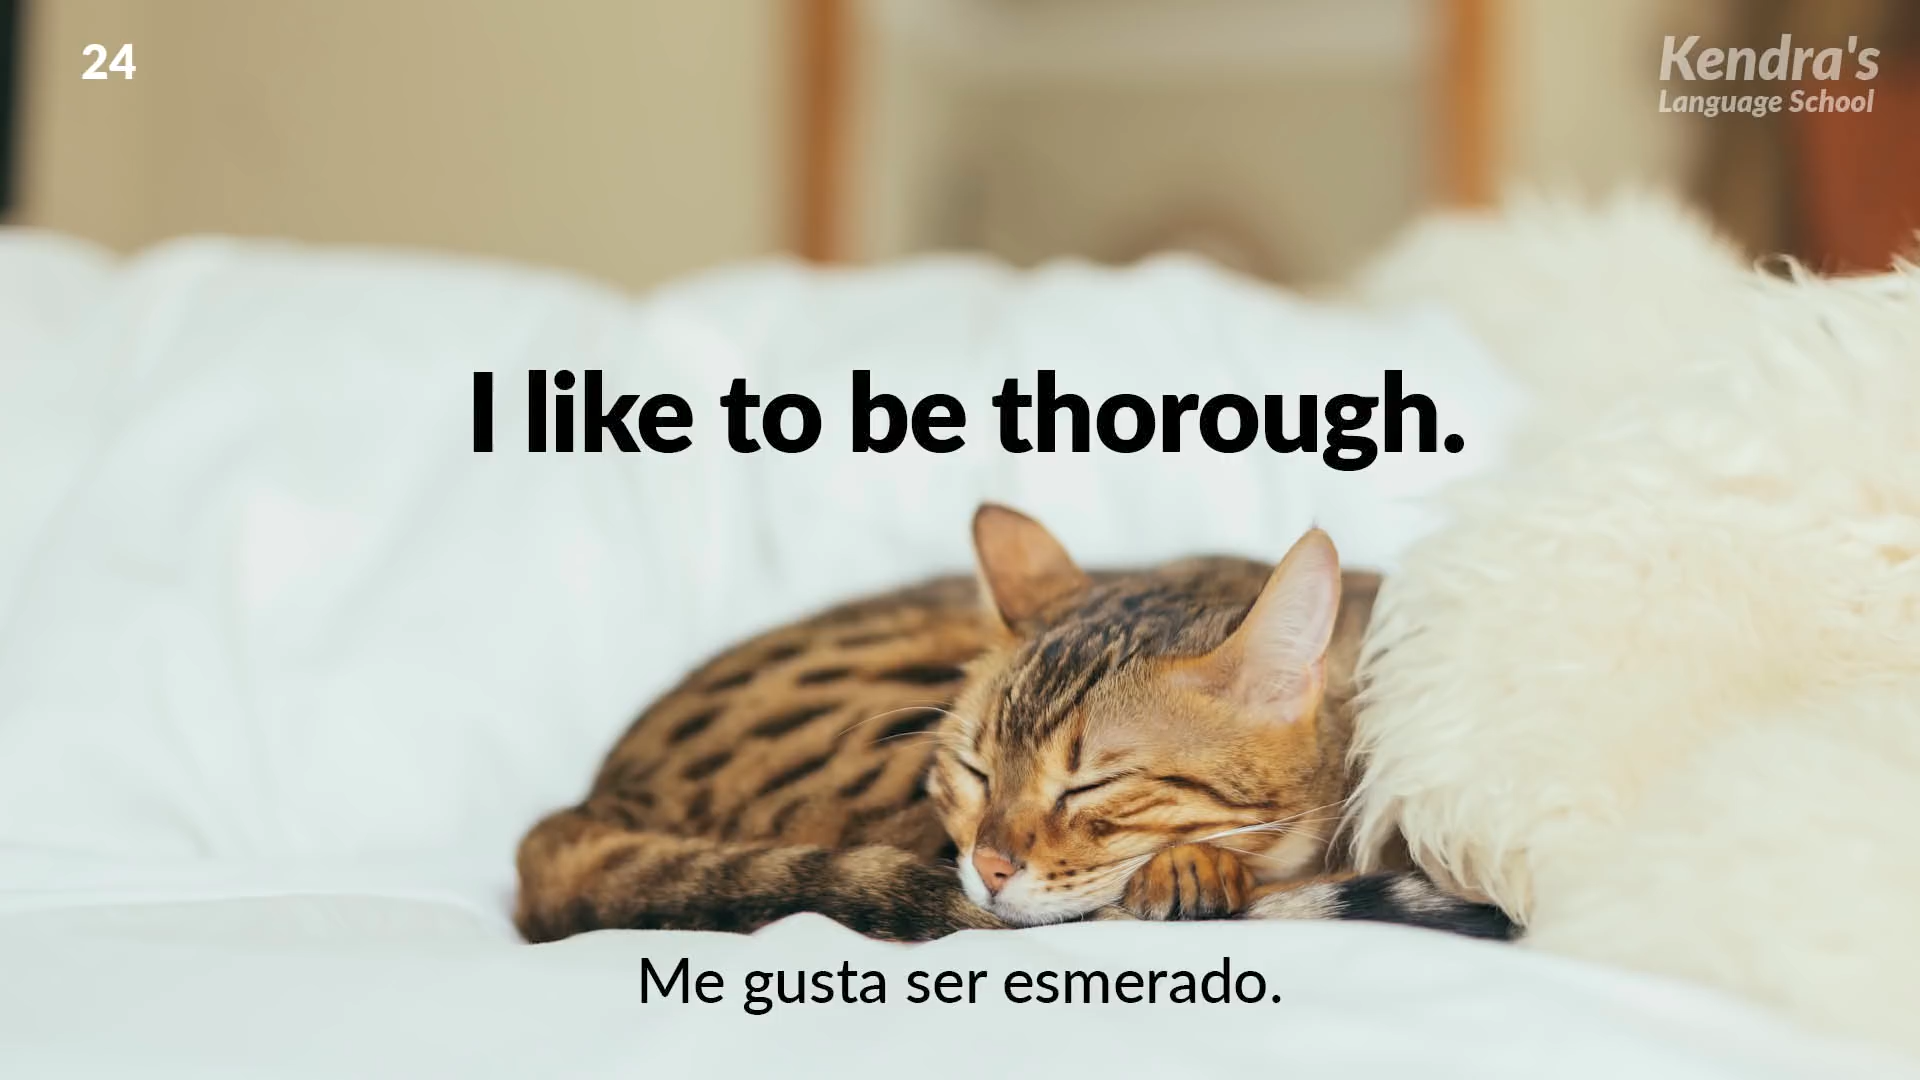 24
Kendra's
Language School
I like to be thorough.
Me gusta ser esmerado.